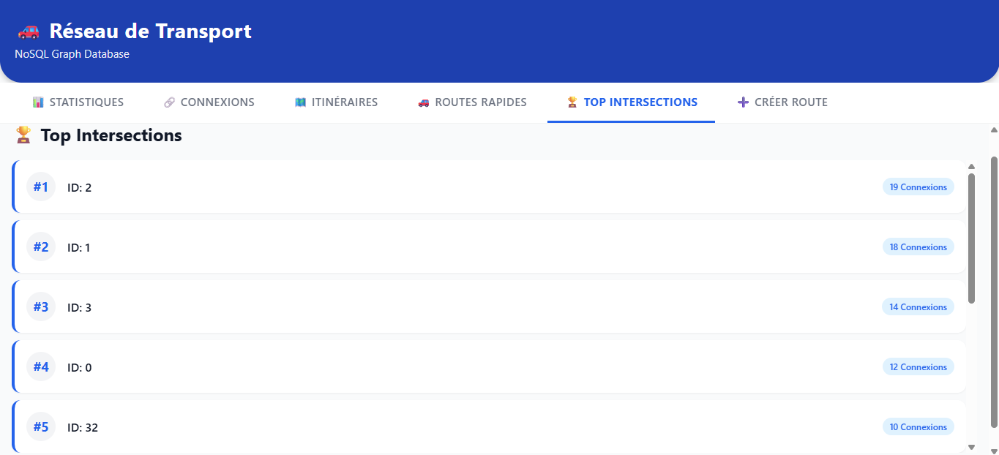 Réseau de Transport
NoSQL Graph Database
STATISTIQUES CONNEXIONS ITINÉRAIRES ROUTES RAPIDES TOP INTERSECTIONS CRÉER ROUTE
Top Intersections
#1 ID: 2 19 Connexions
#2 ID: 1 18 Connexions
#3 ID: 3 14 Connexions
#4 ID: 0 12 Connexions
#5 ID: 32 10 Connexions